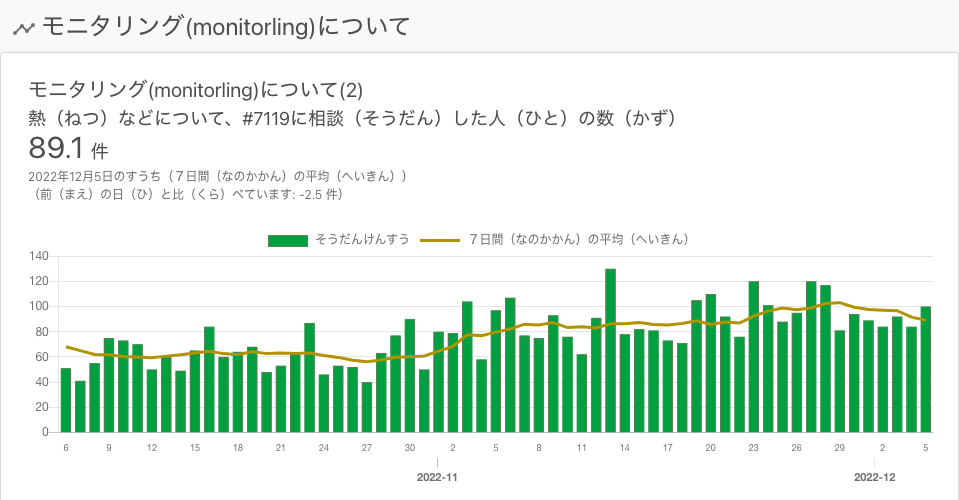 モニタリング(monitorling)について
モニタリング(monitorling)について(2)
熱（ねつ）などについて、#7119に相談（そうだん）した人（ひと）の数（かず）
89.1 件
2022年12月5日のすうち（７日間（なのかかん）の平均（へいきん））
（前（まえ）の日（ひ）と比（くら）べています: -2.5 件）
そうだんけんすう　７日間（なのかかん）の平均（へいきん）
140
120
100
80
60
40
20
0
6 9 12 15 18 21 24 27 30 2 5 8 11 14 17 20 23 26 29 2 5
2022-11 2022-12